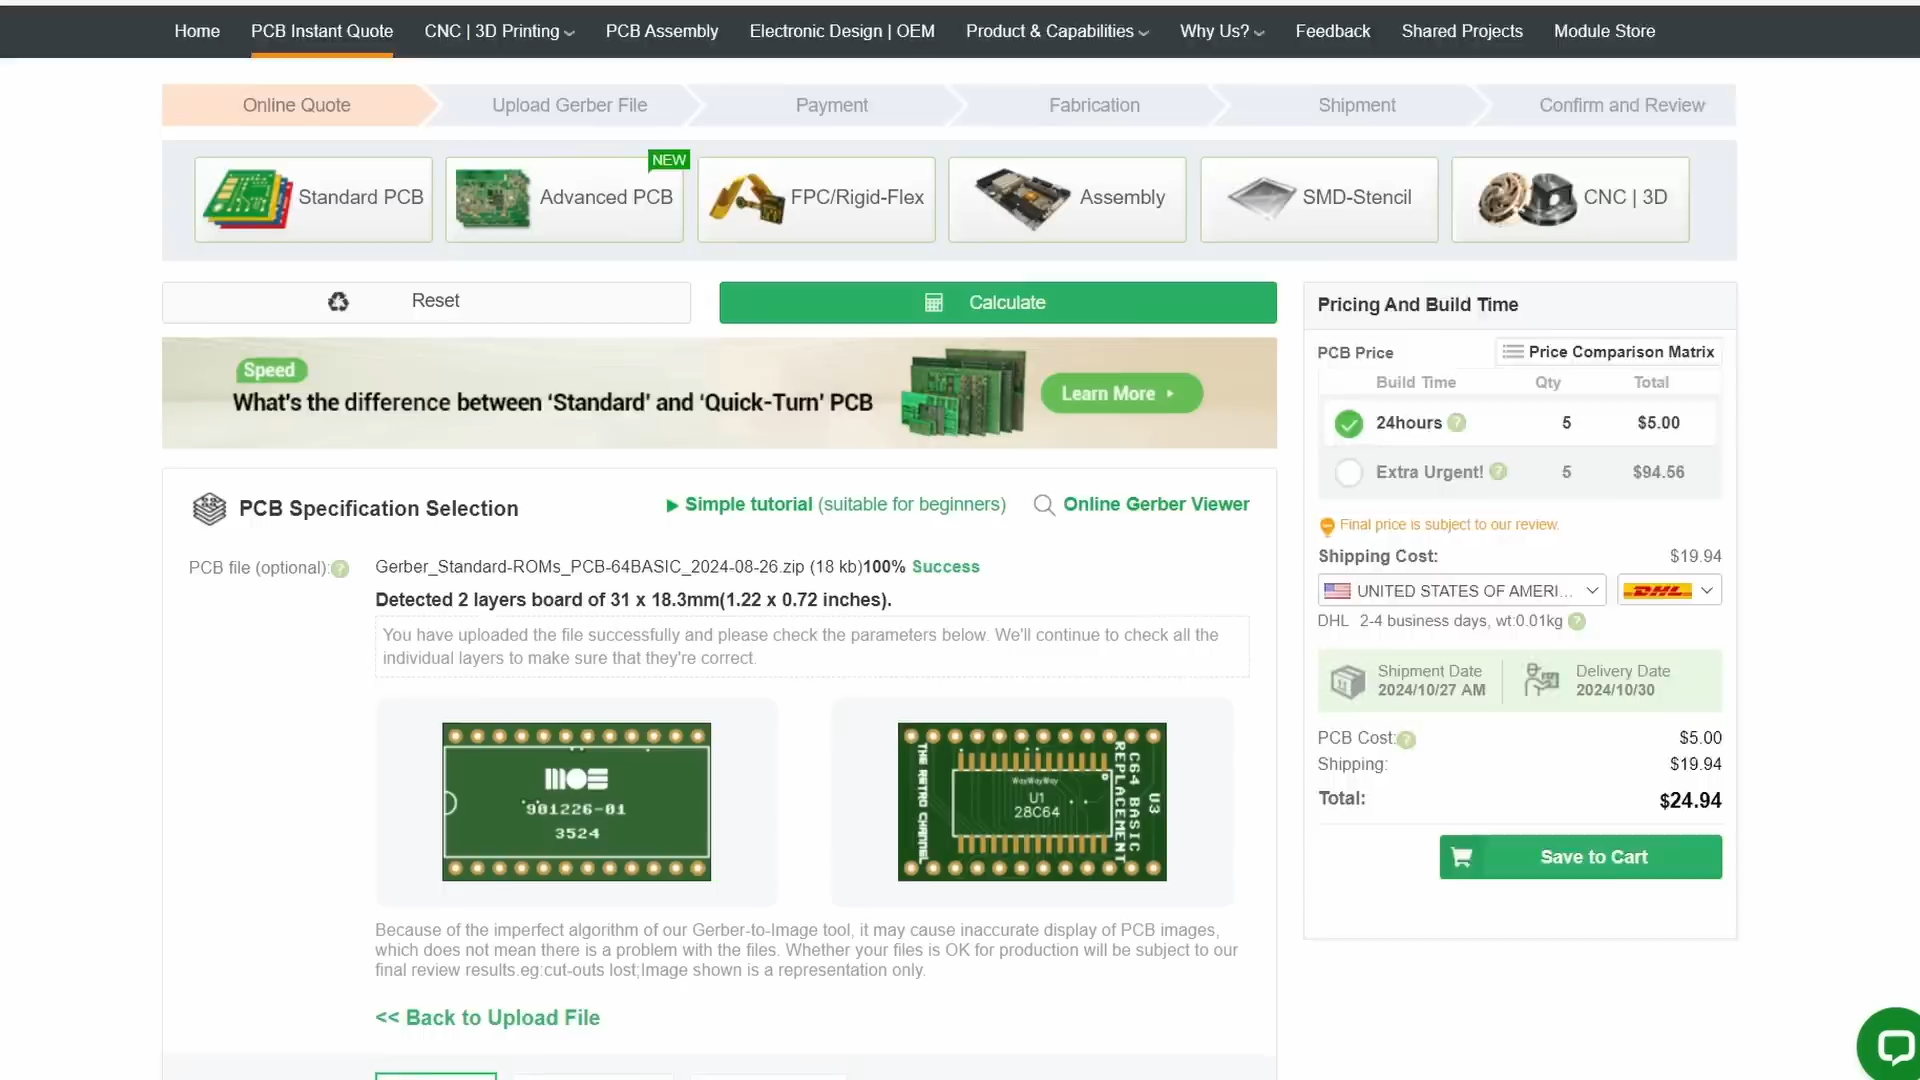 Home PCB Instant Quote CNC | 3D Printing PCB Assembly Electronic Design | OEM Product & Capabilities Why Us? Feedback Shared Projects Module Store
Online Quote Upload Gerber File Payment Fabrication Shipment Confirm and Review
NEW
Standard PCB Advanced PCB FPC/Rigid-Flex Assembly SMD-Stencil CNC | 3D
Reset Calculate
Speed
What's the difference between ‘Standard’ and ‘Quick-Turn’ PCB
Learn More
PCB Specification Selection
Simple tutorial (suitable for beginners) Online Gerber Viewer
PCB file (optional): Gerber_Standard-ROMs_PCB-64BASIC_2024-08-26.zip (18 kb)100% Success
Detected 2 layers board of 31 x 18.3mm(1.22 x 0.72 inches).
You have uploaded the file successfully and please check the parameters below. We'll continue to check all the
individual layers to make sure that they're correct.
MOS
901226-01
3524
THE RETRO CHANNEL
WayWayWay
U1
28C64
U3
C64 BASIC
REPLACEMENT
Because of the imperfect algorithm of our Gerber-to-Image tool, it may cause inaccurate display of PCB images,
which does not mean there is a problem with the files. Whether your files is OK for production will be subject to our
final review results.eg:cut-outs lost;Image shown is a representation only.
<< Back to Upload File
Pricing And Build Time
PCB Price Price Comparison Matrix
Build Time Qty Total
24hours 5 $5.00
Extra Urgent! 5 $94.56
Final price is subject to our review.
Shipping Cost: $19.94
UNITED STATES OF AMERI... DHL
DHL 2-4 business days, wt:0.01kg
Shipment Date Delivery Date
2024/10/27 AM 2024/10/30
PCB Cost: $5.00
Shipping: $19.94
Total: $24.94
Save to Cart